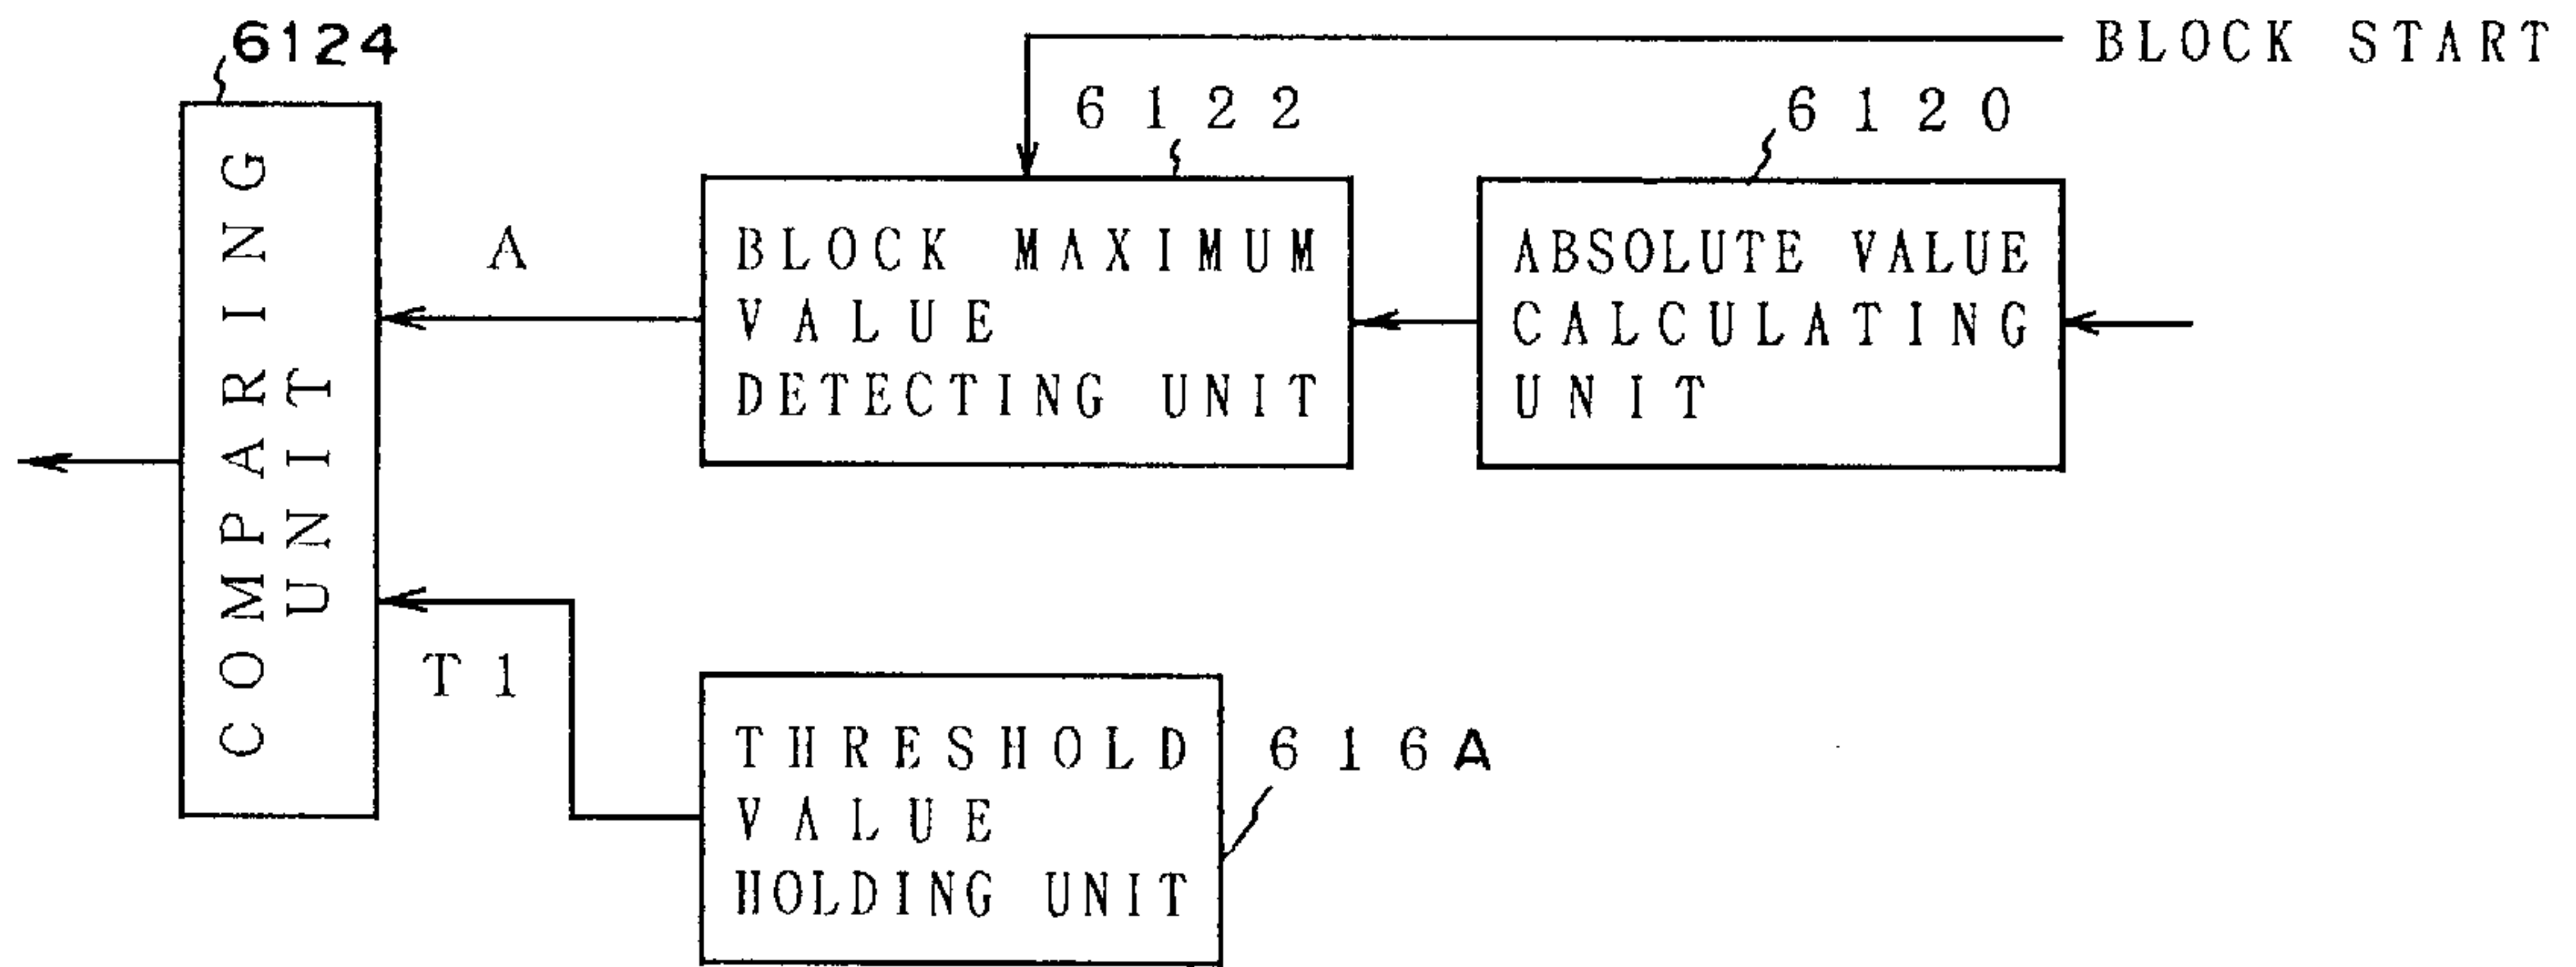 6124
BLOCK START
6122
6120
COMPARING
UNIT
A
BLOCK MAXIMUM
VALUE
DETECTING UNIT
ABSOLUTE VALUE
CALCULATING
UNIT
T1
THRESHOLD
VALUE
HOLDING UNIT
616A